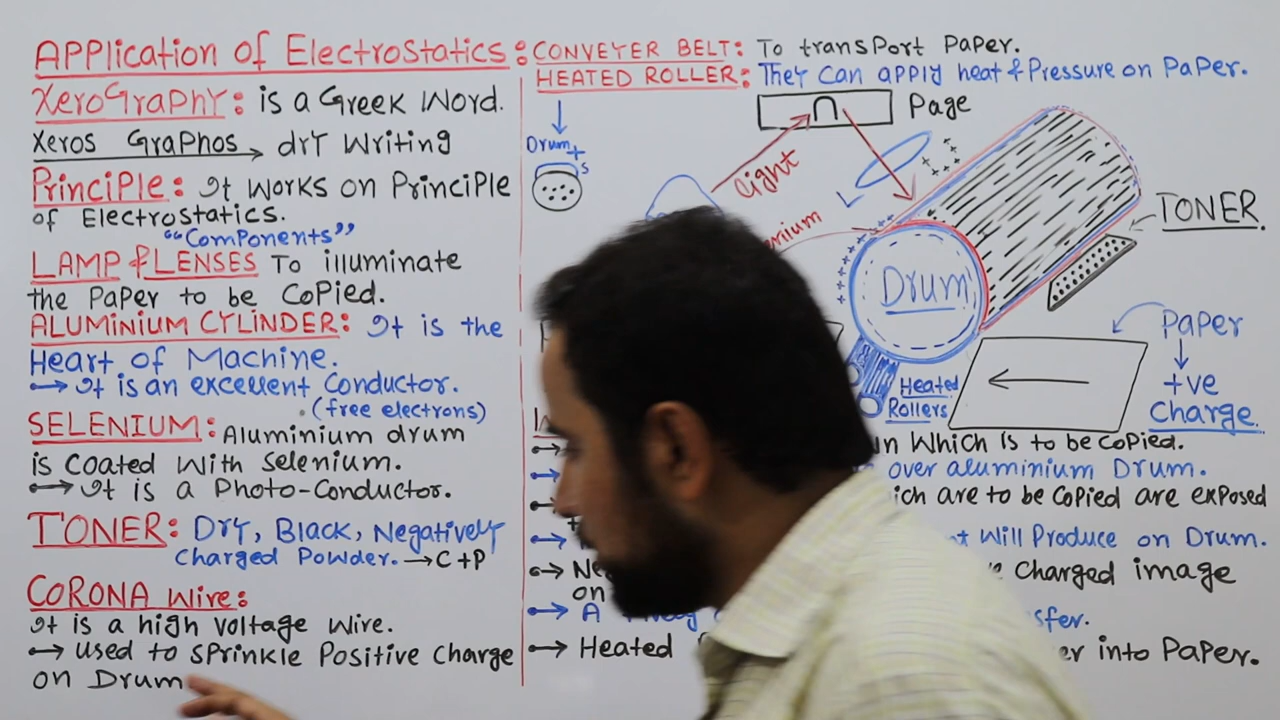 APPlication of ElectroStatics:
XeroGraPhY: is a Greek Word.
Xeros GraPhos → drY Writing
PrinciPle: It Works on PrinciPle
of ElectroStatics.
"ComPonents"
LAMP & LENSES To illuminate
the PaPer to be CoPied.
ALUMiNiUM CYLiNDER: It is the
Heart of Machine.
→ It is an excellent Conductor.
(free electrons)
SELENiUM: Aluminium drum
is Coated With Selenium.
→ It is a Photo-Conductor.
TONER: DrY, Black, NegativelY
Charged Powder. → C + P
CORONA Wire:
It is a high Voltage Wire.
→ Used to SPrinkle Positive Charge
on Drum
CONVEYER BELT: To transPort PaPer.
HEATED ROLLER: TheY Can aPPlY heat & Pressure on PaPer.
Page
Drum
+
S
light
TONER
Drum
PaPer
+ve
Charge
Heated
Rollers
in Which is to be CoPied.
over aluminium Drum.
are to be CoPied are exPosed
Will Produce on Drum.
Charged image
on
→ A
→ Heated
into PaPer.